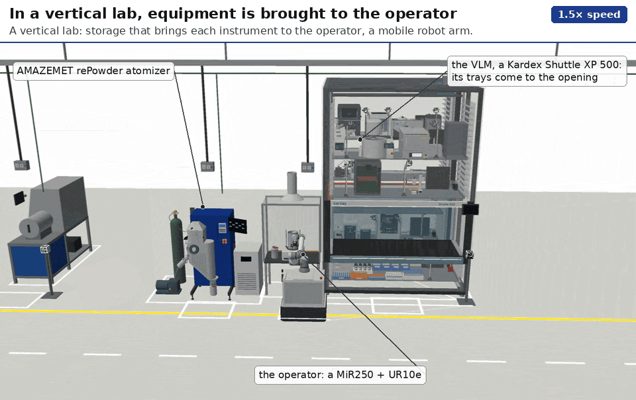 In a vertical lab, equipment is brought to the operator
1.5× speed
A vertical lab: storage that brings each instrument to the operator, a mobile robot arm.
AMAZEMET rePowder atomizer
the VLM, a Kardex Shuttle XP 500:
its trays come to the opening
the operator: a MiR250 + UR10e